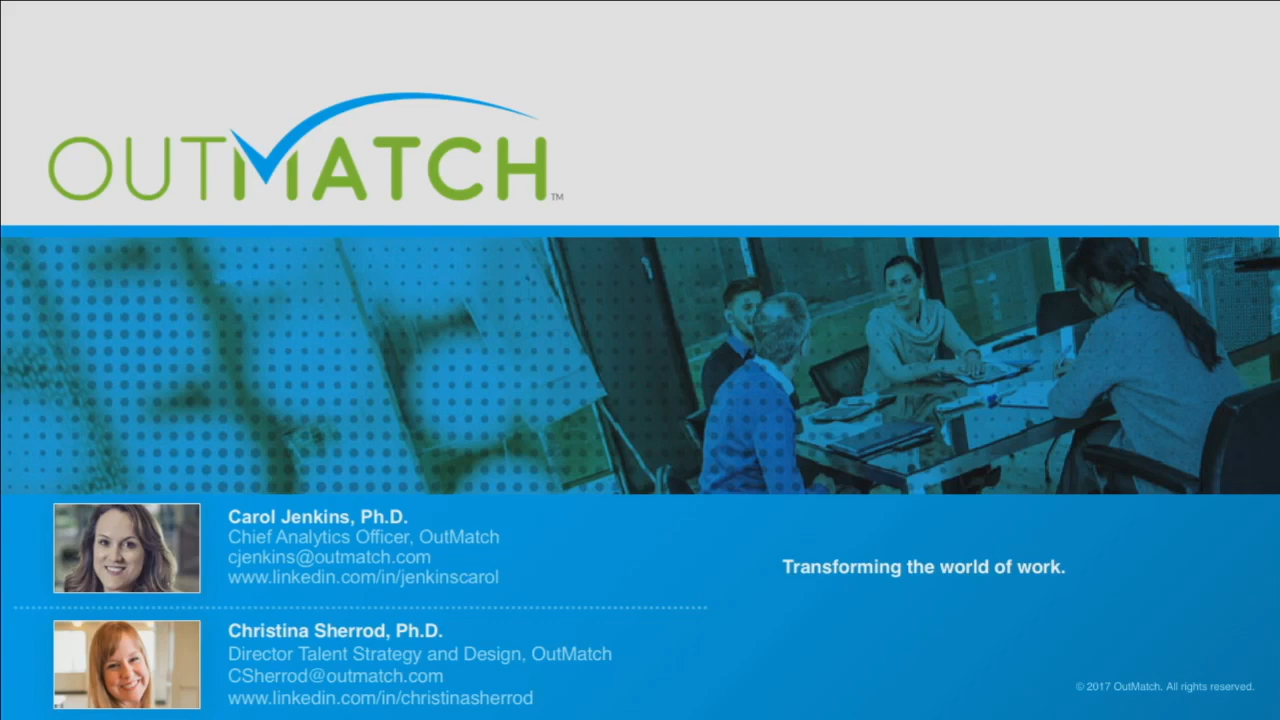 OUTMATCH™
Carol Jenkins, Ph.D.
Chief Analytics Officer, OutMatch
cjenkins@outmatch.com
www.linkedin.com/in/jenkinscarol
Transforming the world of work.
Christina Sherrod, Ph.D.
Director Talent Strategy and Design, OutMatch
CSherrod@outmatch.com
www.linkedin.com/in/christinasherrod
© 2017 OutMatch. All rights reserved.